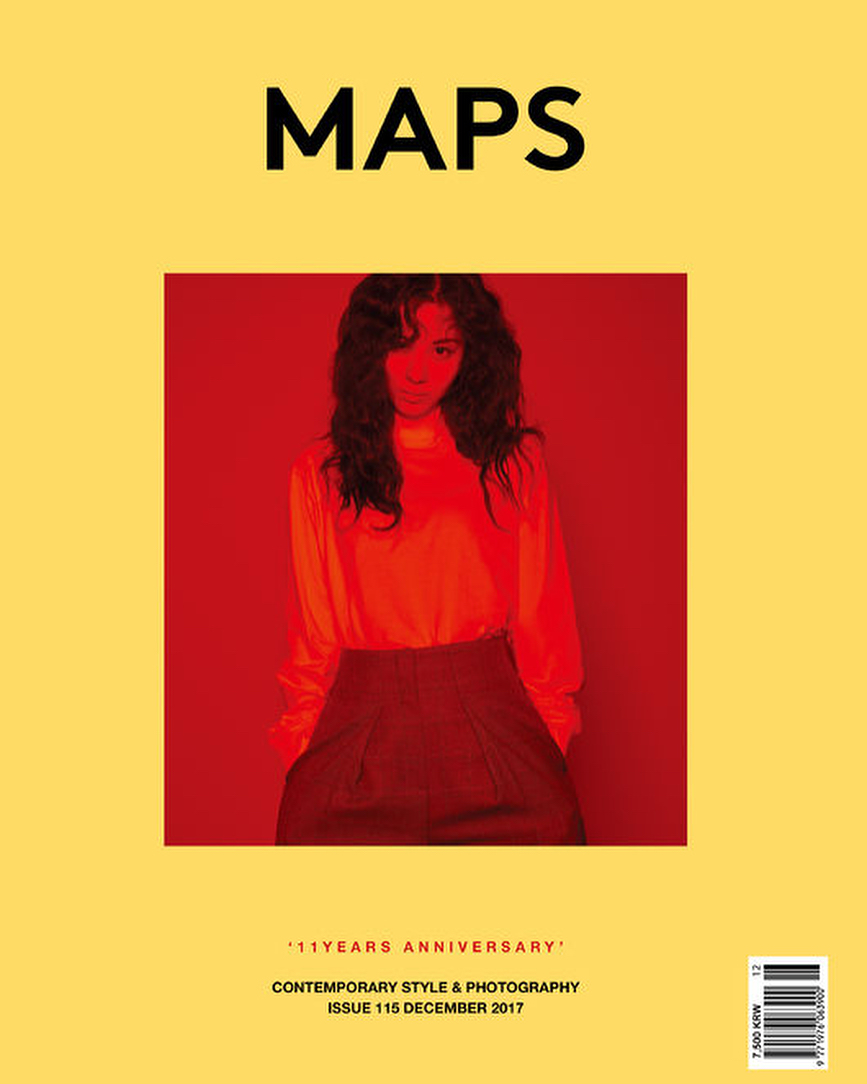 MAPS
‘11YEARS ANNIVERSARY’
CONTEMPORARY STYLE & PHOTOGRAPHY
ISSUE 115 DECEMBER 2017
12
7,500 KRW